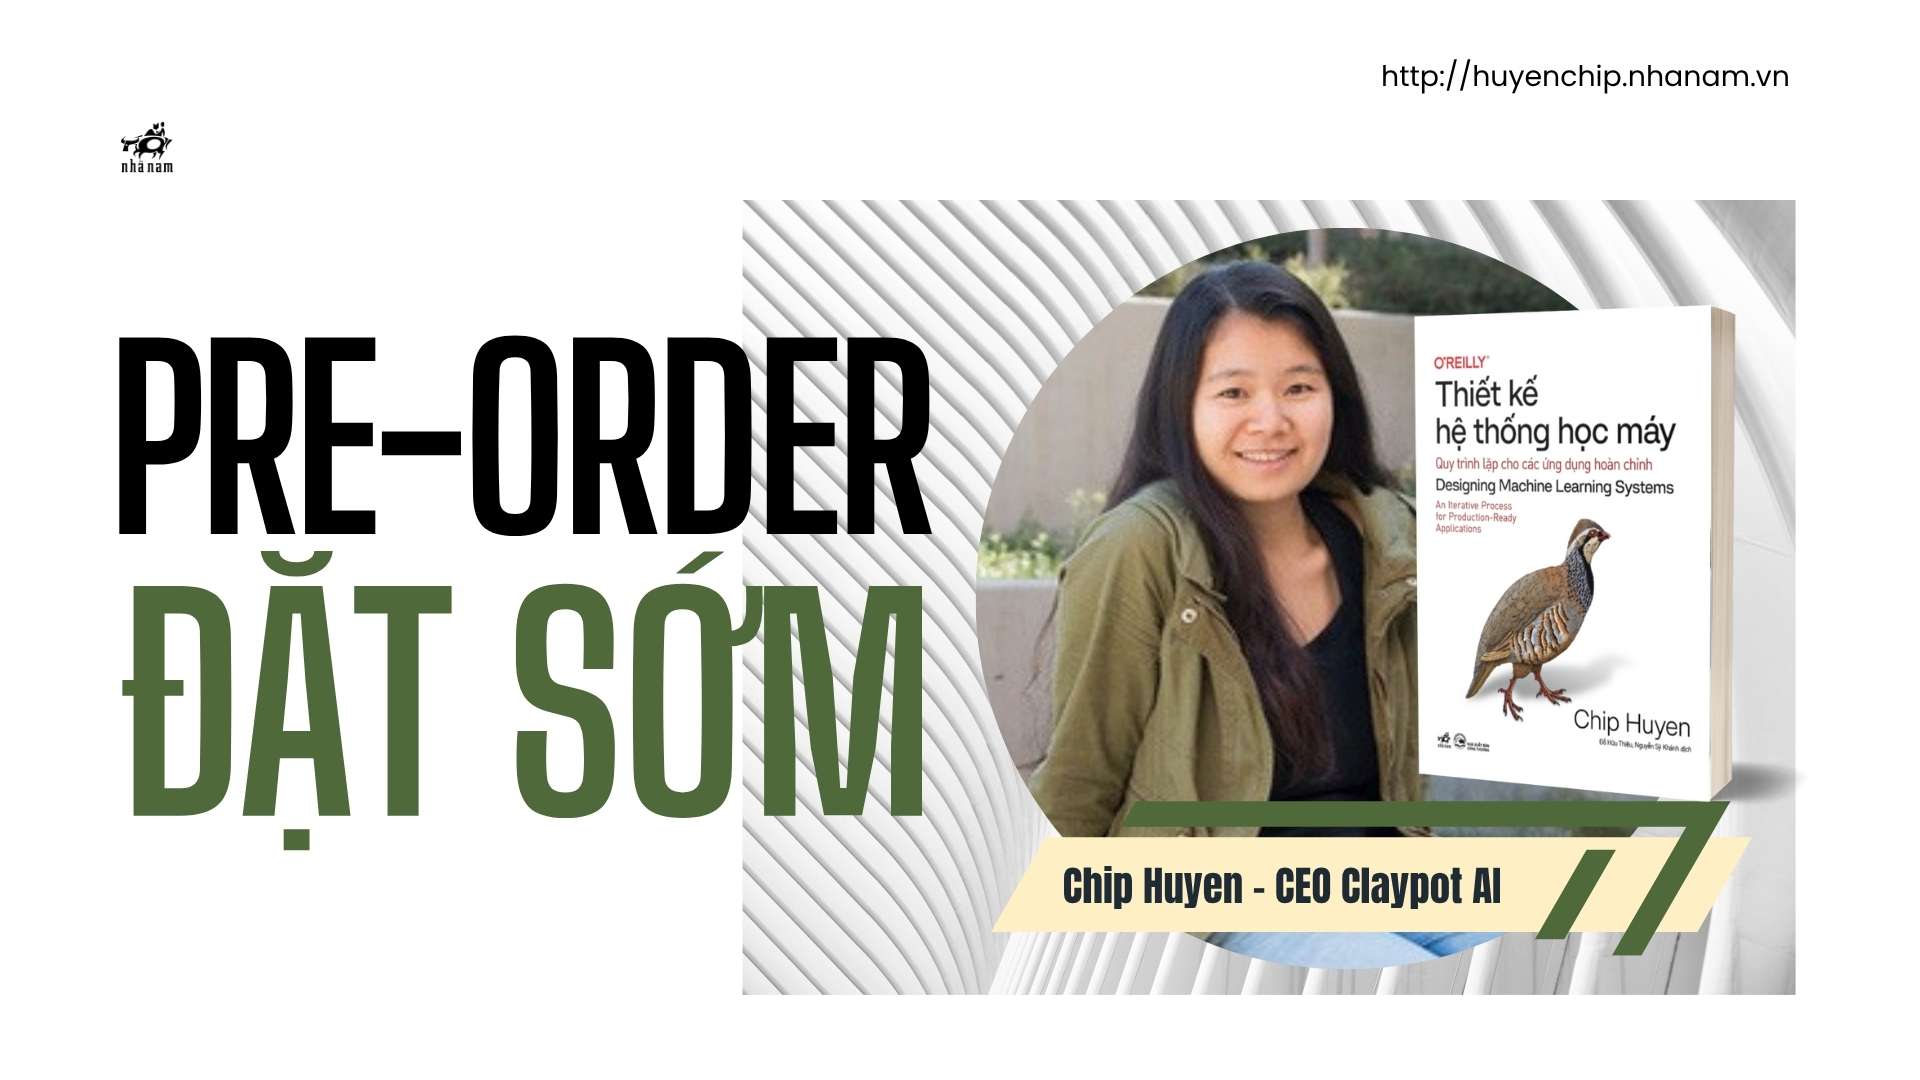 http://huyenchip.nhanam.vn
nhã nam
PRE-ORDER
ĐẶT SỚM
O'REILLY®
Thiết kế
hệ thống học máy
Quy trình lặp cho các ứng dụng hoàn chỉnh
Designing Machine Learning Systems
An Iterative Process
for Production-Ready
Applications
Chip Huyen
Đỗ Hữu Thiệu, Nguyễn Sỹ Khánh dịch
Chip Huyen - CEO Claypot AI